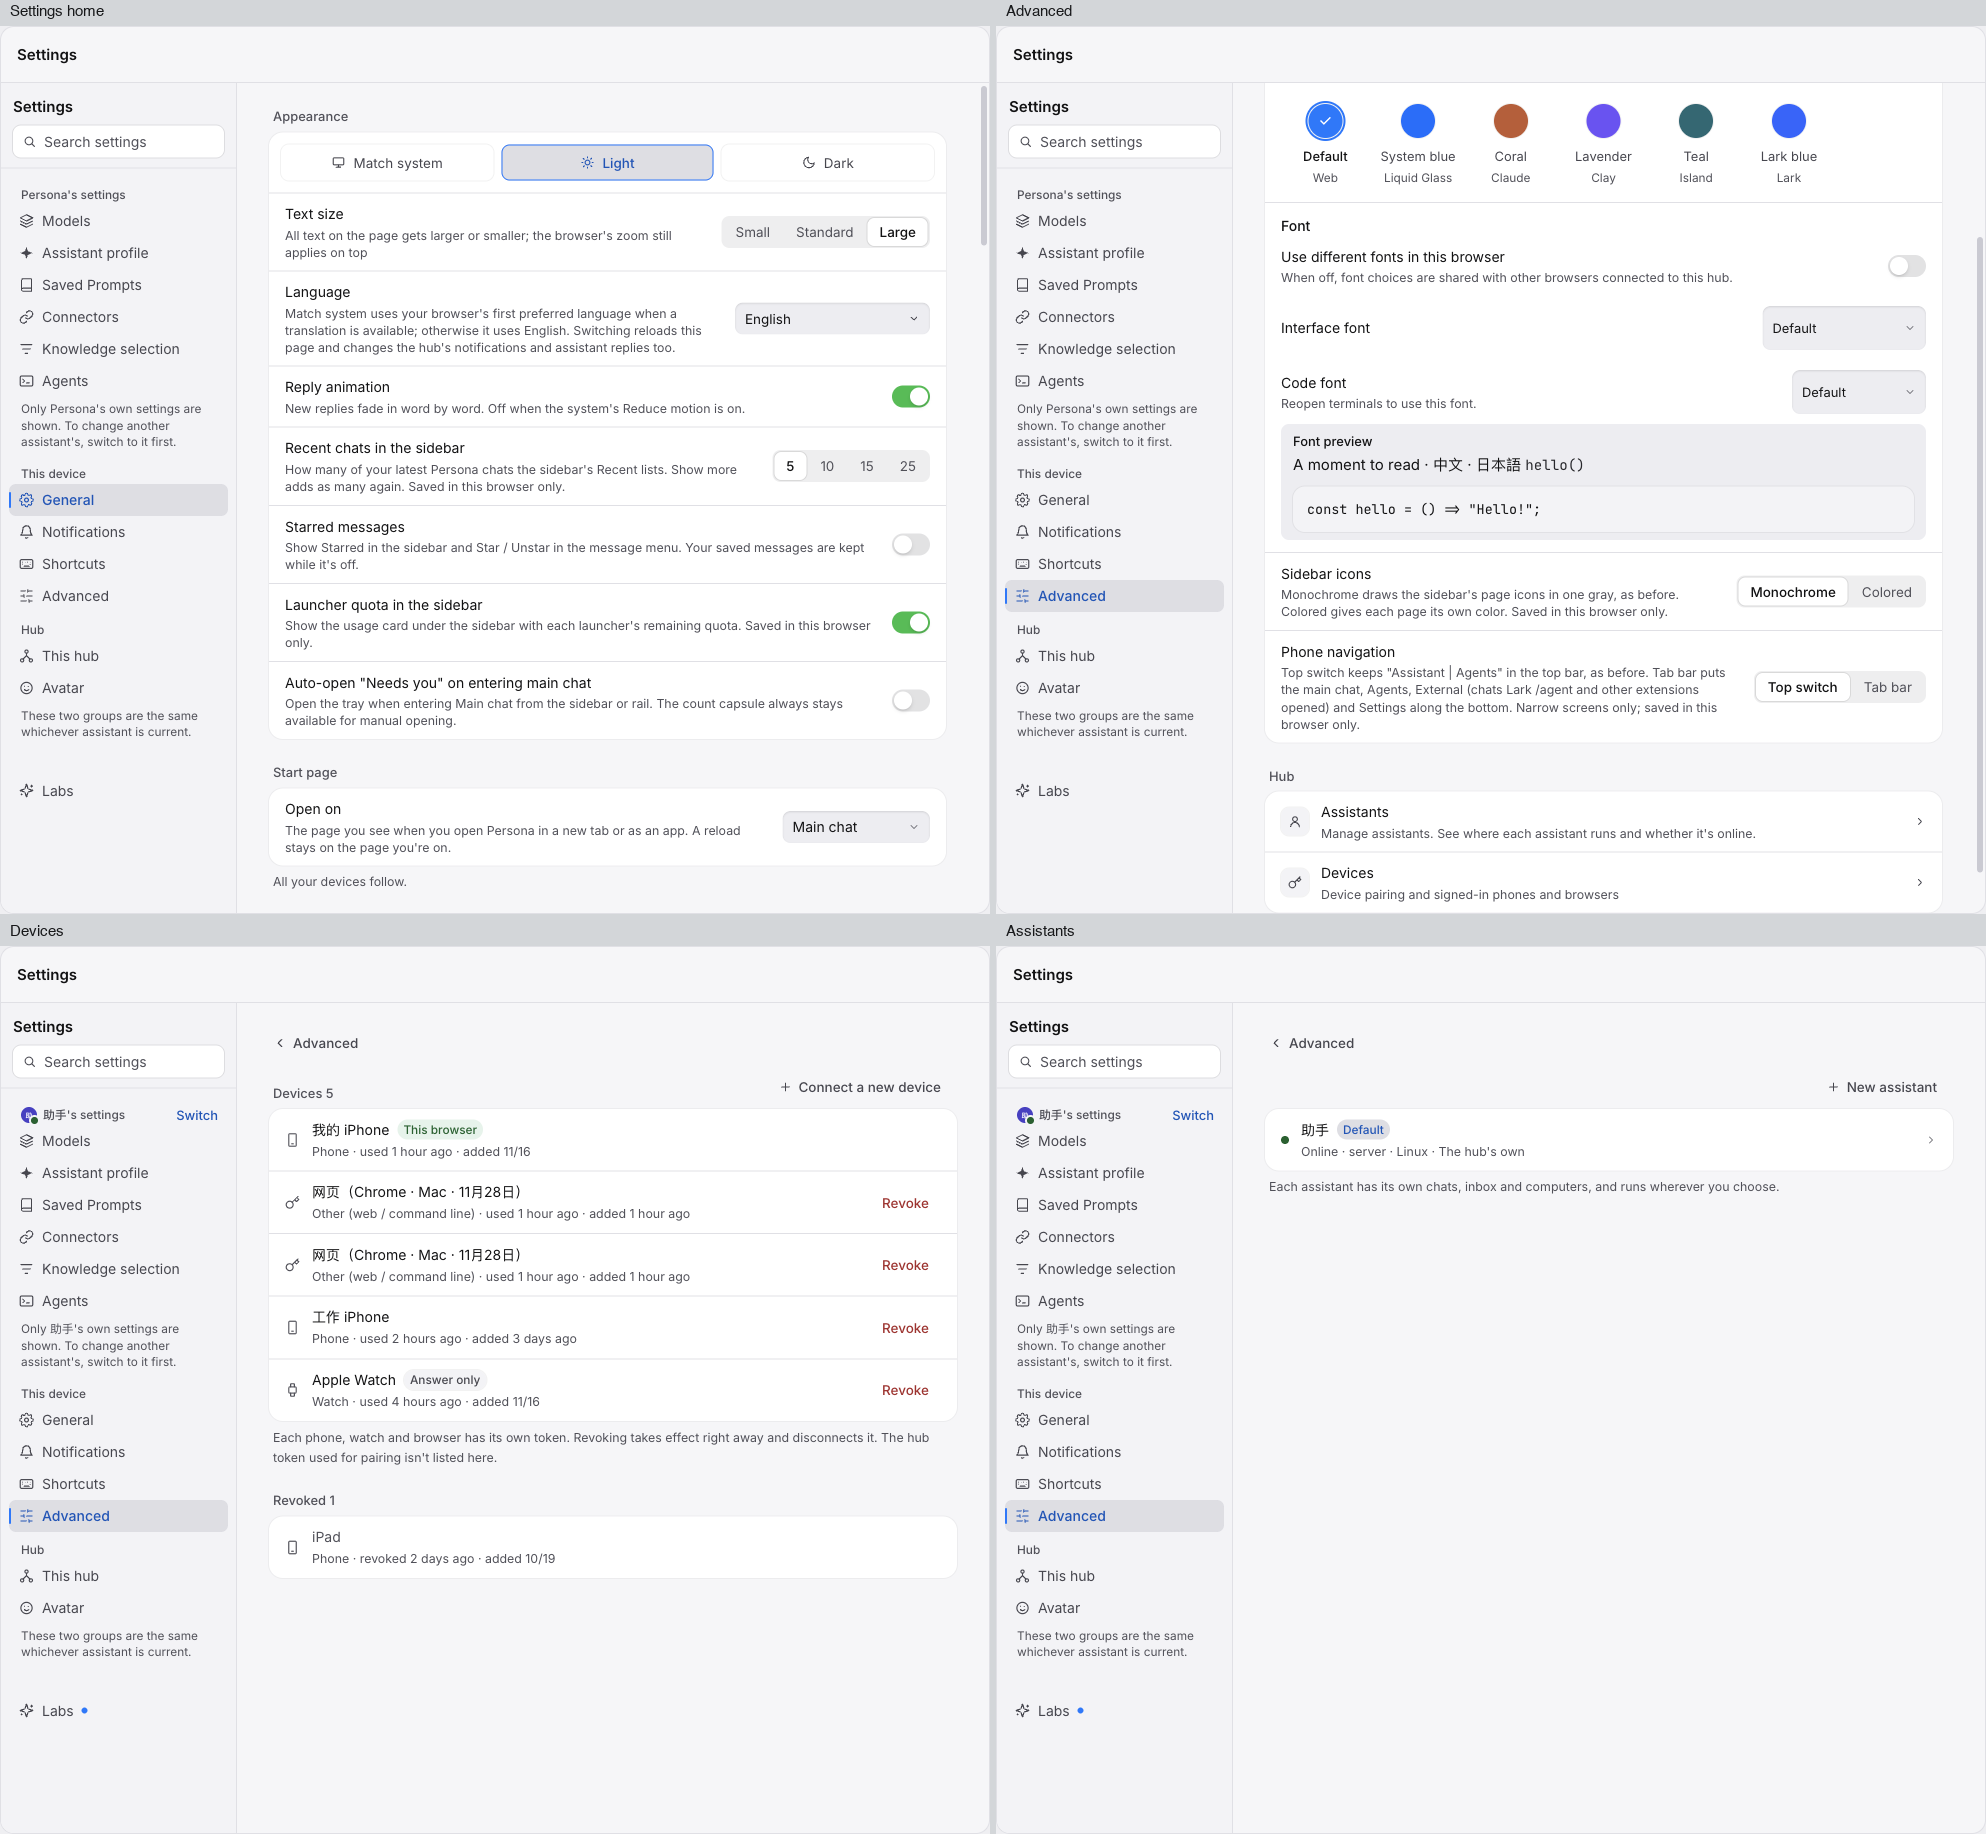 Settings home
Settings
Settings
Search settings
Persona's settings
Models
Assistant profile
Saved Prompts
Connectors
Knowledge selection
Agents
Only Persona's own settings are
shown. To change another
assistant's, switch to it first.
This device
General
Notifications
Shortcuts
Advanced
Hub
This hub
Avatar
These two groups are the same
whichever assistant is current.
Labs
Appearance
Match system
Light
Dark
Text size
All text on the page gets larger or smaller; the browser's zoom still
applies on top
Small Standard Large
Language
Match system uses your browser's first preferred language when a
translation is available; otherwise it uses English. Switching reloads this
page and changes the hub's notifications and assistant replies too.
English
Reply animation
New replies fade in word by word. Off when the system's Reduce motion is on.
Recent chats in the sidebar
How many of your latest Persona chats the sidebar's Recent lists. Show more
adds as many again. Saved in this browser only.
5 10 15 25
Starred messages
Show Starred in the sidebar and Star / Unstar in the message menu. Your saved messages are kept
while it's off.
Launcher quota in the sidebar
Show the usage card under the sidebar with each launcher's remaining quota. Saved in this browser
only.
Auto-open "Needs you" on entering main chat
Open the tray when entering Main chat from the sidebar or rail. The count capsule always stays
available for manual opening.
Start page
Open on
The page you see when you open Persona in a new tab or as an app. A reload
stays on the page you're on.
Main chat
All your devices follow.
Advanced
Settings
Settings
Search settings
Persona's settings
Models
Assistant profile
Saved Prompts
Connectors
Knowledge selection
Agents
Only Persona's own settings are
shown. To change another
assistant's, switch to it first.
This device
General
Notifications
Shortcuts
Advanced
Hub
This hub
Avatar
These two groups are the same
whichever assistant is current.
Labs
Default System blue Coral Lavender Teal Lark blue
Web Liquid Glass Claude Clay Island Lark
Font
Use different fonts in this browser
When off, font choices are shared with other browsers connected to this hub.
Interface font
Default
Code font
Reopen terminals to use this font.
Default
Font preview
A moment to read · 中文 · 日本語 hello()
const hello = () => "Hello!";
Sidebar icons
Monochrome draws the sidebar's page icons in one gray, as before.
Colored gives each page its own color. Saved in this browser only.
Monochrome Colored
Phone navigation
Top switch keeps "Assistant | Agents" in the top bar, as before. Tab bar puts
the main chat, Agents, External (chats Lark /agent and other extensions
opened) and Settings along the bottom. Narrow screens only; saved in this
browser only.
Top switch Tab bar
Hub
Assistants
Manage assistants. See where each assistant runs and whether it's online.
Devices
Device pairing and signed-in phones and browsers
Devices
Settings
Settings
Search settings
助手's settings Switch
Models
Assistant profile
Saved Prompts
Connectors
Knowledge selection
Agents
Only 助手's own settings are
shown. To change another
assistant's, switch to it first.
This device
General
Notifications
Shortcuts
Advanced
Hub
This hub
Avatar
These two groups are the same
whichever assistant is current.
Labs
Advanced
Devices 5
+ Connect a new device
我的 iPhone This browser
Phone · used 1 hour ago · added 11/16
网页（Chrome · Mac · 11月28日）
Other (web / command line) · used 1 hour ago · added 1 hour ago
Revoke
网页（Chrome · Mac · 11月28日）
Other (web / command line) · used 1 hour ago · added 1 hour ago
Revoke
工作 iPhone
Phone · used 2 hours ago · added 3 days ago
Revoke
Apple Watch Answer only
Watch · used 4 hours ago · added 11/16
Revoke
Each phone, watch and browser has its own token. Revoking takes effect right away and disconnects it. The hub
token used for pairing isn't listed here.
Revoked 1
iPad
Phone · revoked 2 days ago · added 10/19
Assistants
Settings
Settings
Search settings
助手's settings Switch
Models
Assistant profile
Saved Prompts
Connectors
Knowledge selection
Agents
Only 助手's own settings are
shown. To change another
assistant's, switch to it first.
This device
General
Notifications
Shortcuts
Advanced
Hub
This hub
Avatar
These two groups are the same
whichever assistant is current.
Labs
Advanced
+ New assistant
助手 Default
Online · server · Linux · The hub's own
Each assistant has its own chats, inbox and computers, and runs wherever you choose.